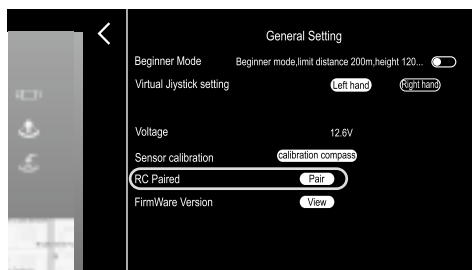 General Setting
Beginner Mode Beginner mode,limit distance 200m,height 120...
Virtual Jiystick setting Left hand Right hand
Voltage 12.6V
Sensor calibration calibration compass
RC Paired Pair
FirmWare Version View